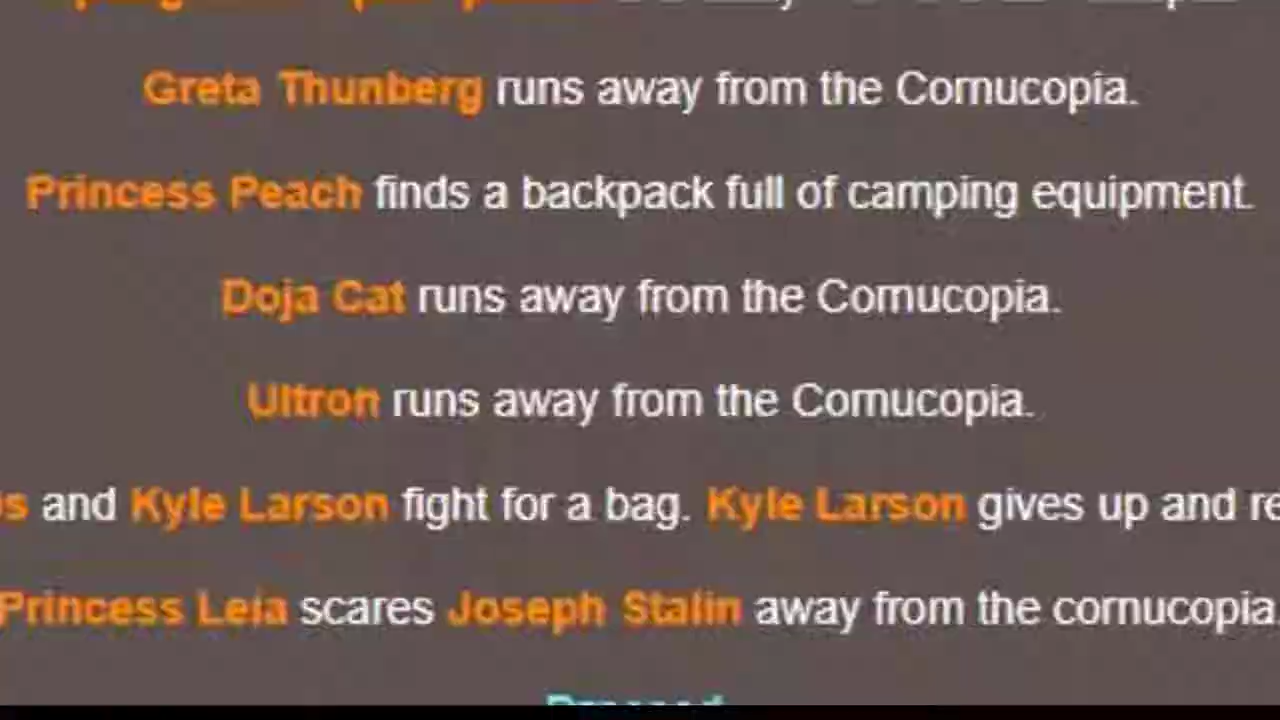 Greta Thunberg runs away from the Cornucopia.
Princess Peach finds a backpack full of camping equipment.
Doja Cat runs away from the Cornucopia.
Ultron runs away from the Cornucopia.
and Kyle Larson fight for a bag. Kyle Larson gives up and
Princess Leia scares Joseph Stalin away from the cornucopia.